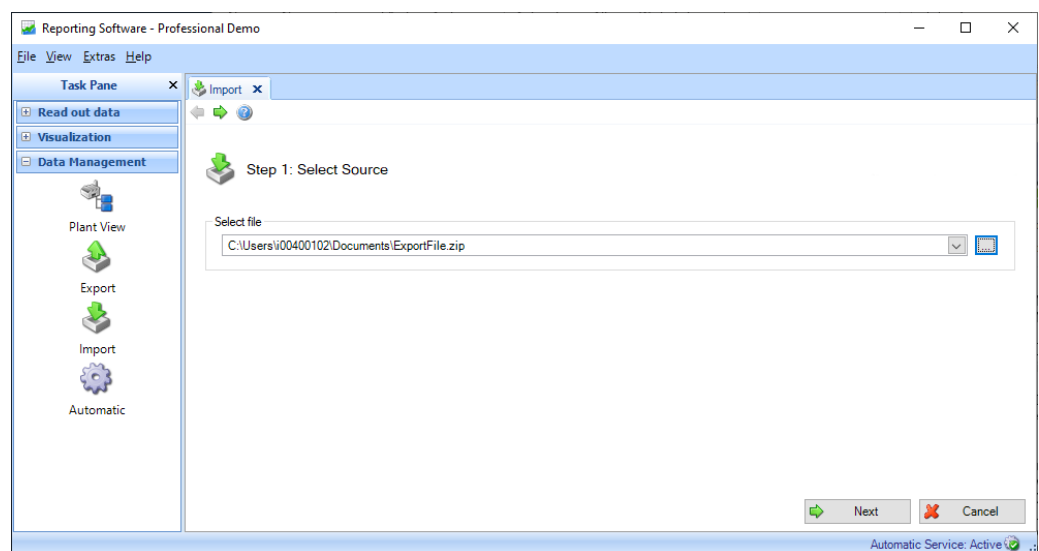 Reporting Software - Professional Demo
File View Extras Help
Task Pane
Import
Read out data
Visualization
Data Management
Step 1: Select Source
Plant View
Select file
C:\Users\i00400102\Documents\ExportFile.zip
Export
Import
Automatic
Next
Cancel
Automatic Service: Active